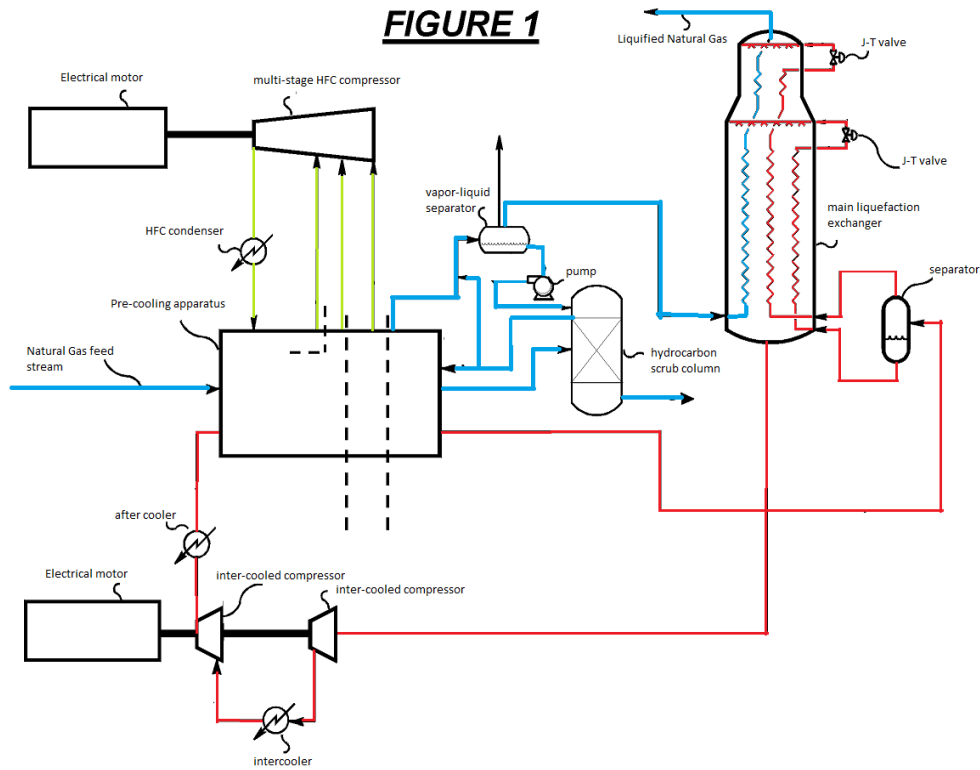 FIGURE 1
Liquified Natural Gas
J-T valve
Electrical motor
multi-stage HFC compressor
J-T valve
vapor-liquid
separator
main liquefaction
exchanger
HFC condenser
pump
separator
Pre-cooling apparatus
Natural Gas feed
stream
hydrocarbon
scrub column
after cooler
Electrical motor
inter-cooled compressor
inter-cooled compressor
intercooler